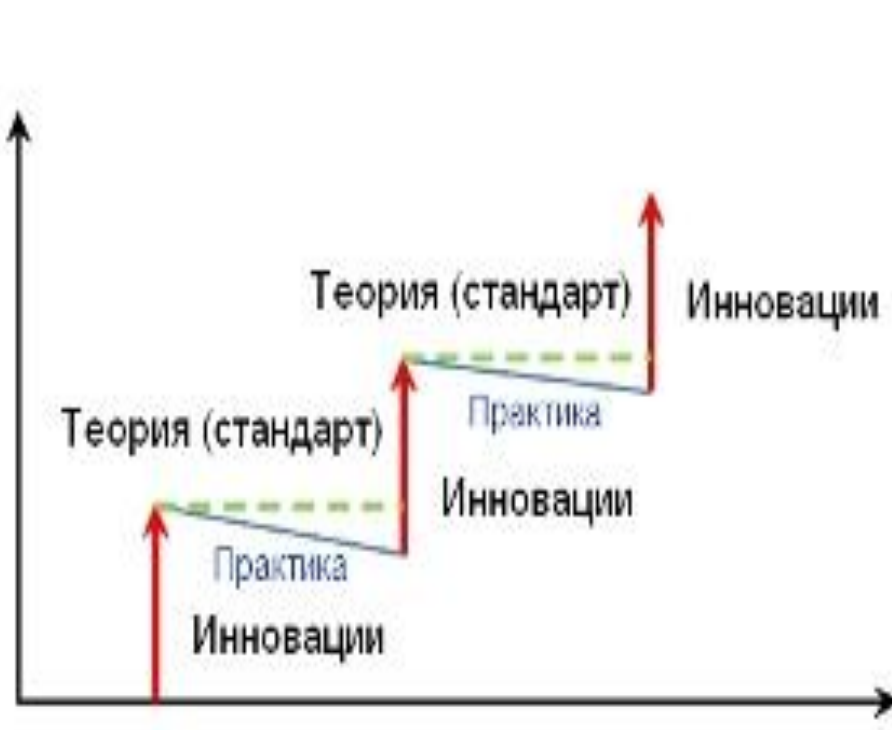 Теория (стандарт)
Инновации
Практика
Теория (стандарт)
Инновации
Практика
Инновации